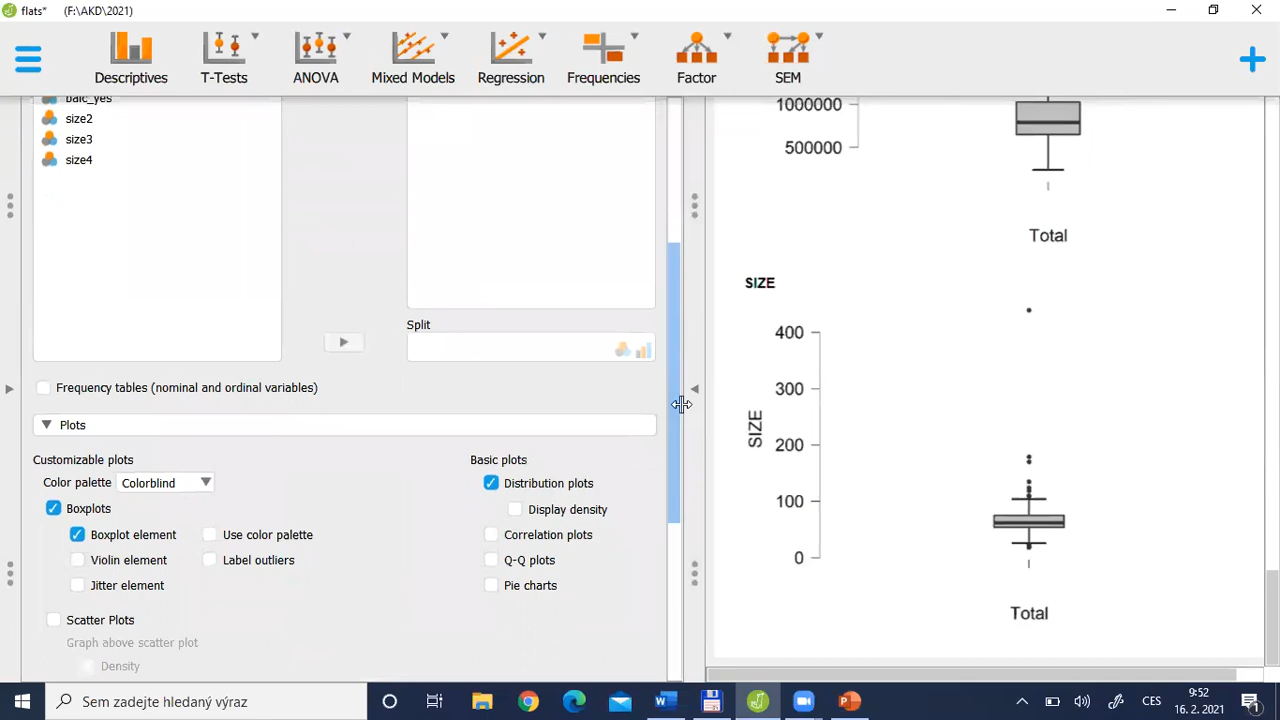 flats* (F:\AKD\2021)
Descriptives T-Tests ANOVA Mixed Models Regression Frequencies Factor SEM
balc_yes
size2
size3
size4
Split
Frequency tables (nominal and ordinal variables)
Plots
Customizable plots
Color palette Colorblind
Boxplots
Boxplot element Use color palette
Violin element Label outliers
Jitter element
Scatter Plots
Graph above scatter plot
Density
Basic plots
Distribution plots
Display density
Correlation plots
Q-Q plots
Pie charts
1000000
500000
Total
SIZE
400
300
200
100
0
SIZE
Total
Sem zadejte hledaný výraz
CES
9:52
16. 2. 2021
1